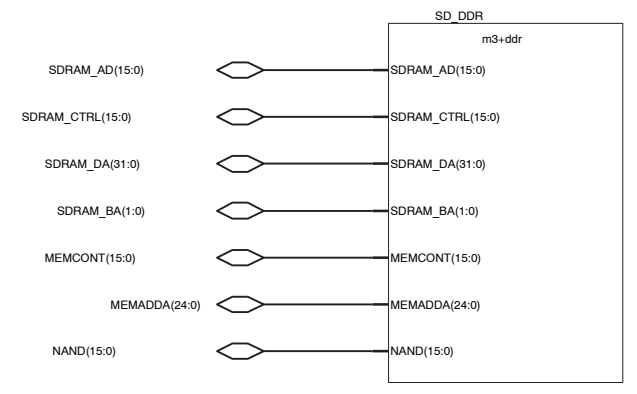 SD_DDR
m3+ddr
SDRAM_AD(15:0) SDRAM_AD(15:0)
SDRAM_CTRL(15:0) SDRAM_CTRL(15:0)
SDRAM_DA(31:0) SDRAM_DA(31:0)
SDRAM_BA(1:0) SDRAM_BA(1:0)
MEMCONT(15:0) MEMCONT(15:0)
MEMADDA(24:0) MEMADDA(24:0)
NAND(15:0) NAND(15:0)